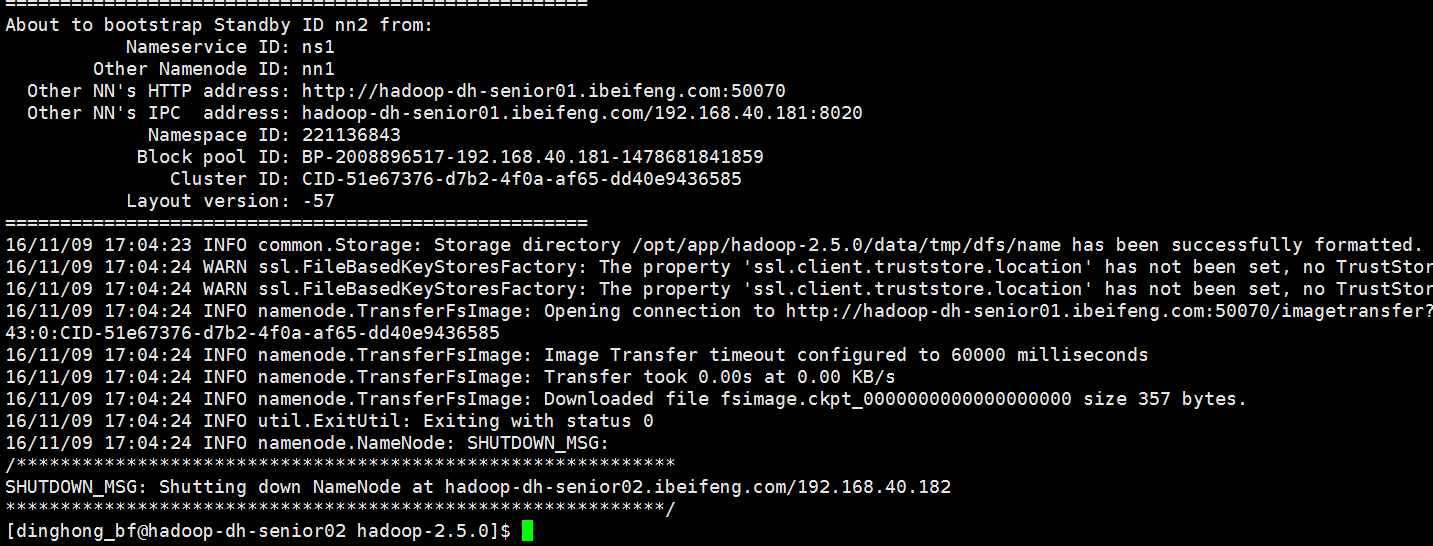 =====================================================
About to bootstrap Standby ID nn2 from:
           Nameservice ID: ns1
        Other Namenode ID: nn1
  Other NN's HTTP address: http://hadoop-dh-senior01.ibeifeng.com:50070
  Other NN's IPC  address: hadoop-dh-senior01.ibeifeng.com/192.168.40.181:8020
             Namespace ID: 221136843
            Block pool ID: BP-2008896517-192.168.40.181-1478681841859
               Cluster ID: CID-51e67376-d7b2-4f0a-af65-dd40e9436585
           Layout version: -57
=====================================================
16/11/09 17:04:23 INFO common.Storage: Storage directory /opt/app/hadoop-2.5.0/data/tmp/dfs/name has been successfully formatted.
16/11/09 17:04:24 WARN ssl.FileBasedKeyStoresFactory: The property 'ssl.client.truststore.location' has not been set, no TrustStor
16/11/09 17:04:24 WARN ssl.FileBasedKeyStoresFactory: The property 'ssl.client.truststore.location' has not been set, no TrustStor
16/11/09 17:04:24 INFO namenode.TransferFsImage: Opening connection to http://hadoop-dh-senior01.ibeifeng.com:50070/imagetransfer?
43:0:CID-51e67376-d7b2-4f0a-af65-dd40e9436585
16/11/09 17:04:24 INFO namenode.TransferFsImage: Image Transfer timeout configured to 60000 milliseconds
16/11/09 17:04:24 INFO namenode.TransferFsImage: Transfer took 0.00s at 0.00 KB/s
16/11/09 17:04:24 INFO namenode.TransferFsImage: Downloaded file fsimage.ckpt_0000000000000000000 size 357 bytes.
16/11/09 17:04:24 INFO util.ExitUtil: Exiting with status 0
16/11/09 17:04:24 INFO namenode.NameNode: SHUTDOWN_MSG:
/************************************************************
SHUTDOWN_MSG: Shutting down NameNode at hadoop-dh-senior02.ibeifeng.com/192.168.40.182
************************************************************/
[dinghong_bf@hadoop-dh-senior02 hadoop-2.5.0]$